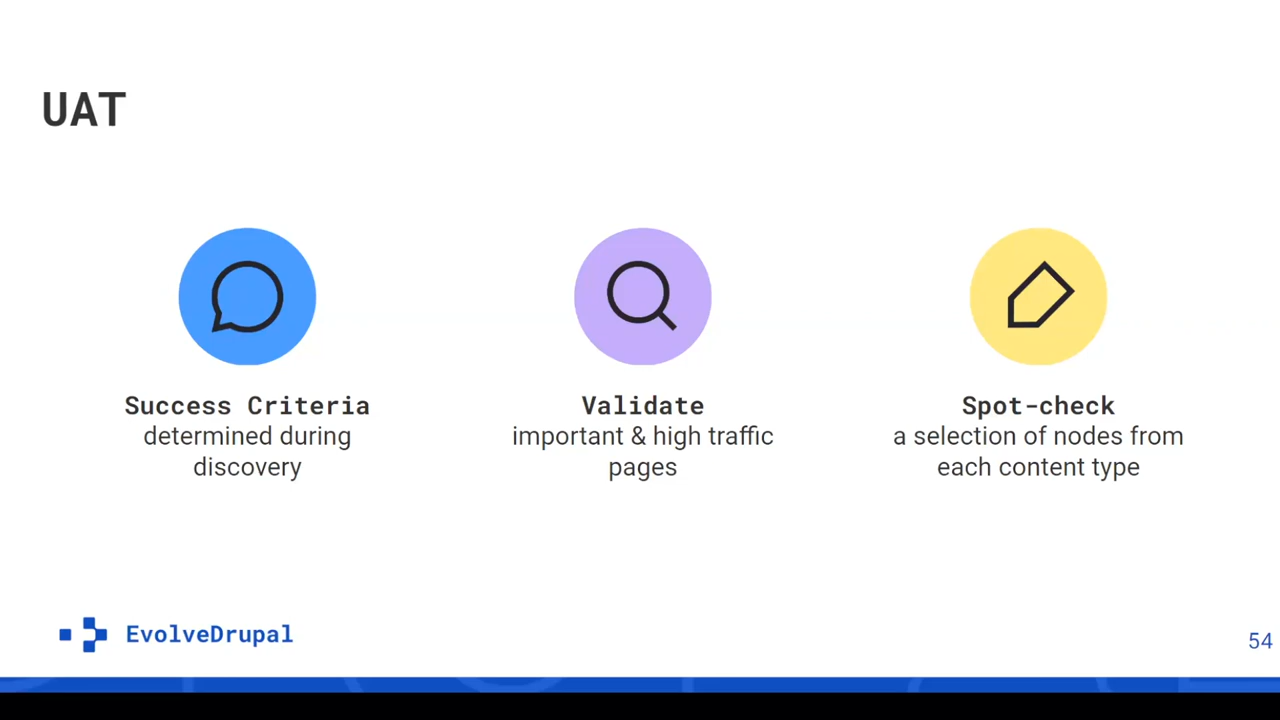 UAT
Success Criteria
determined during
discovery
Validate
important & high traffic
pages
Spot-check
a selection of nodes from
each content type
EvolveDrupal
54